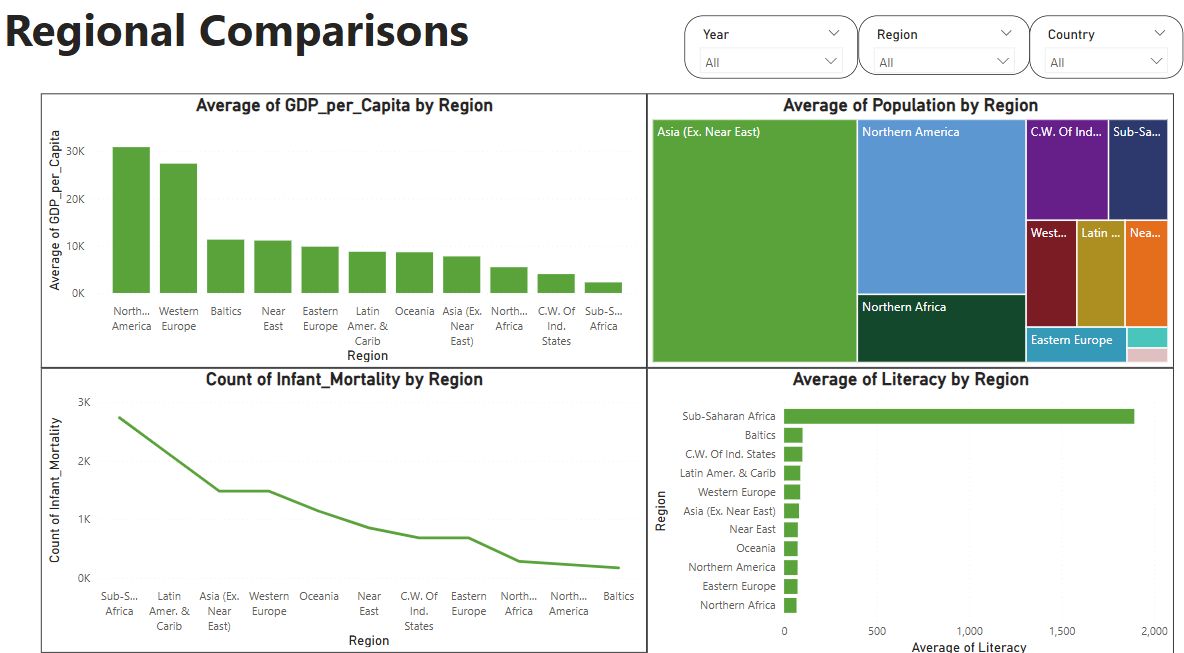 Regional Comparisons
Year
All
Region
All
Country
All
Average of GDP_per_Capita by Region
Average of GDP_per_Capita
30K
20K
10K
0K
North...
America
Western
Europe
Baltics
Near
East
Eastern
Europe
Latin
Amer. &
Carib
Oceania
Asia (Ex.
Near
East)
North...
Africa
C.W. Of
Ind.
States
Sub-S...
Africa
Region
Average of Population by Region
Asia (Ex. Near East)
Northern America
Northern Africa
C.W. Of Ind...
Sub-Sa...
West...
Latin ...
Nea...
Eastern Europe
Count of Infant_Mortality by Region
Count of Infant_Mortality
3K
2K
1K
0K
Sub-S...
Africa
Latin
Amer. &
Carib
Asia (Ex.
Near
East)
Western
Europe
Oceania
Near
East
C.W. Of
Ind.
States
Eastern
Europe
North...
Africa
North...
America
Baltics
Region
Average of Literacy by Region
Region
Sub-Saharan Africa
Baltics
C.W. Of Ind. States
Latin Amer. & Carib
Western Europe
Asia (Ex. Near East)
Near East
Oceania
Northern America
Eastern Europe
Northern Africa
0
500
1,000
1,500
2,000
Average of Literacy